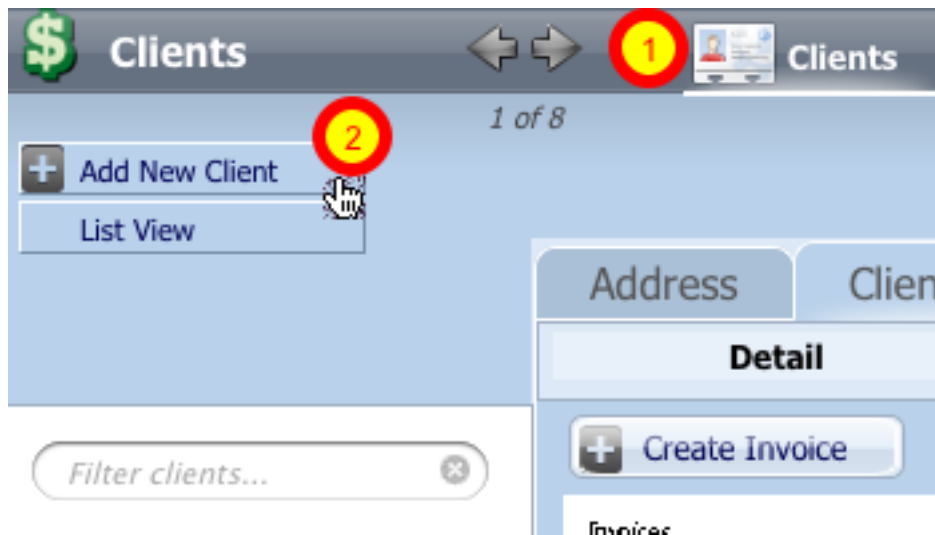 Clients
1
Clients
1 of 8
2
Add New Client
List View
Address
Clien
Detail
Create Invoice
Filter clients...
Invoices